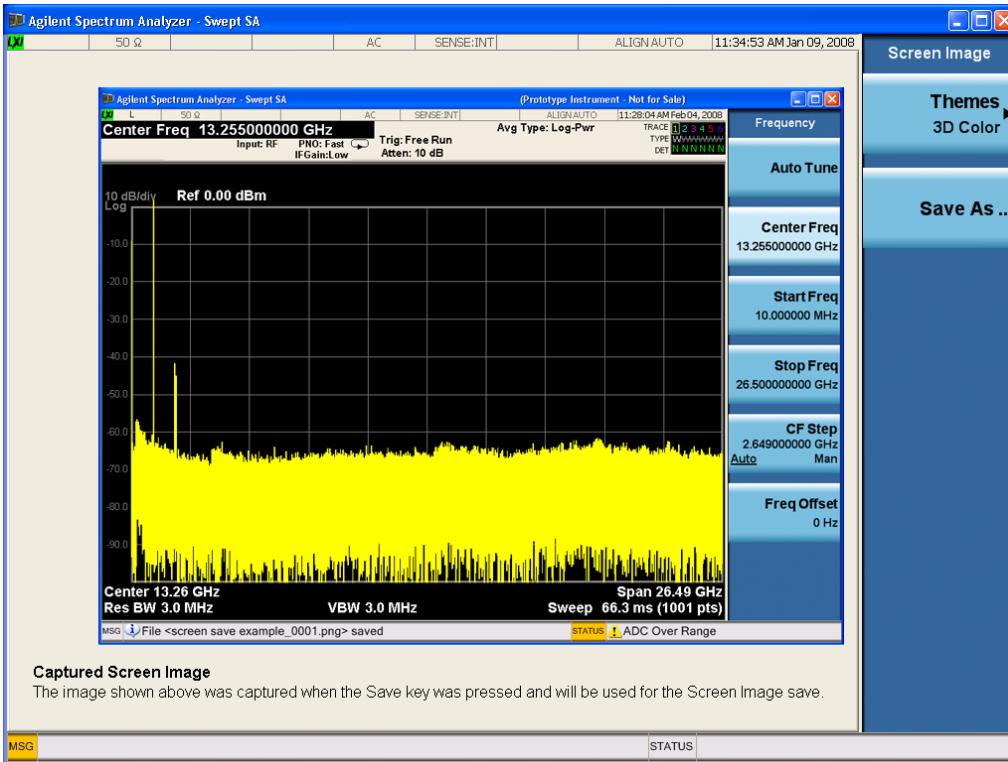 Agilent Spectrum Analyzer - Swept SA
LXI
50 Ω AC SENSE:INT ALIGN AUTO 11:34:53 AM Jan 09, 2008
Screen Image
Themes
3D Color
Save As ..
Agilent Spectrum Analyzer - Swept SA (Prototype Instrument - Not for Sale)
LXI L 50 Ω AC SENSE:INT ALIGN AUTO 11:28:04 AM Feb 04, 2008
Center Freq 13.255000000 GHz
Input: RF PNO: Fast
IFGain:Low
Trig: Free Run
Atten: 10 dB
Avg Type: Log-Pwr
TRACE 1 2 3 4 5 6
TYPE WWWWWW
DET N N N N N N
Frequency
Auto Tune
Center Freq
13.255000000 GHz
Start Freq
10.000000 MHz
Stop Freq
26.500000000 GHz
CF Step
2.649000000 GHz
Auto Man
Freq Offset
0 Hz
10 dB/div Ref 0.00 dBm
Log
-10.0
-20.0
-30.0
-40.0
-50.0
-60.0
-70.0
-80.0
-90.0
Center 13.26 GHz Span 26.49 GHz
Res BW 3.0 MHz VBW 3.0 MHz Sweep 66.3 ms (1001 pts)
MSG File <screen save example_0001.png> saved STATUS ADC Over Range
Captured Screen Image
The image shown above was captured when the Save key was pressed and will be used for the Screen Image save.
MSG STATUS